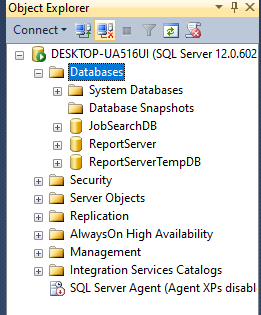 Object Explorer
Connect
DESKTOP-UA516UI (SQL Server 12.0.602
Databases
System Databases
Database Snapshots
JobSearchDB
ReportServer
ReportServerTempDB
Security
Server Objects
Replication
AlwaysOn High Availability
Management
Integration Services Catalogs
SQL Server Agent (Agent XPs disabl